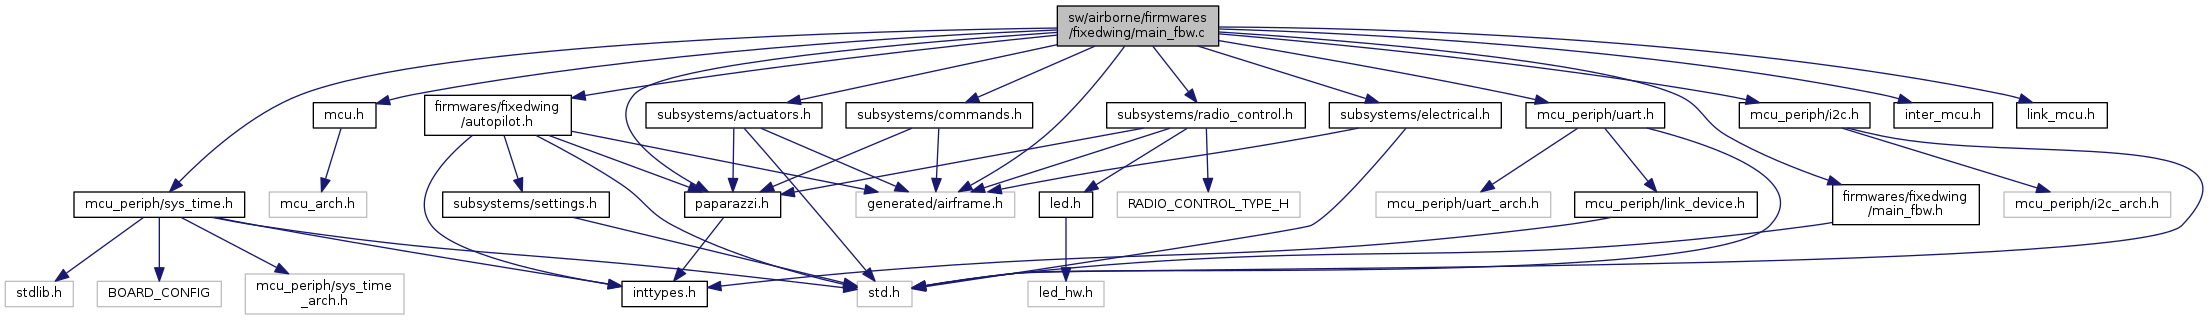 sw/airborne/firmwares
/fixedwing/main_fbw.c
mcu.h
firmwares/fixedwing
/autopilot.h
subsystems/actuators.h
subsystems/commands.h
subsystems/radio_control.h
subsystems/electrical.h
mcu_periph/uart.h
mcu_periph/i2c.h
inter_mcu.h
link_mcu.h
mcu_periph/sys_time.h
mcu_arch.h
subsystems/settings.h
paparazzi.h
generated/airframe.h
led.h
RADIO_CONTROL_TYPE_H
mcu_periph/uart_arch.h
mcu_periph/link_device.h
firmwares/fixedwing
/main_fbw.h
mcu_periph/i2c_arch.h
stdlib.h
BOARD_CONFIG
mcu_periph/sys_time
_arch.h
inttypes.h
std.h
led_hw.h